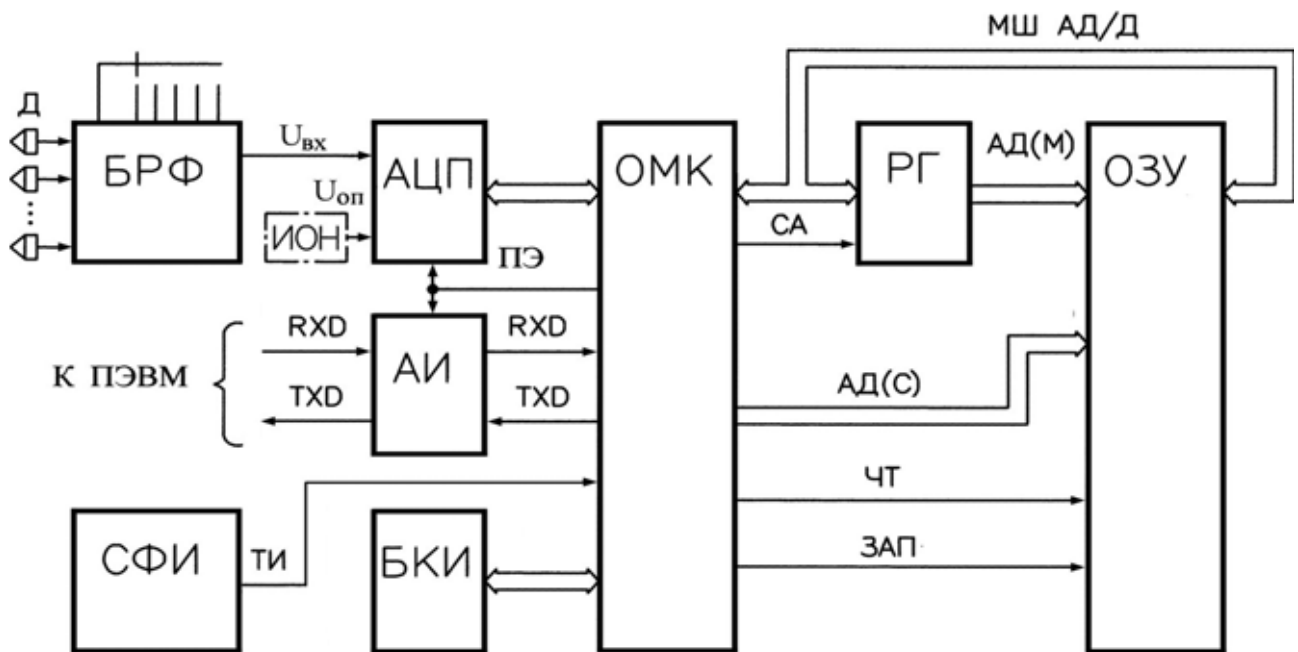 МШ АД/Д
Д
БРФ
Uвх
АЦП
ОМК
РГ
АД(М)
ОЗУ
Uоп
ИОН
СА
ПЭ
RXD
RXD
К ПЭВМ
АИ
АД(С)
TXD
TXD
ЧТ
СФИ
ТИ
БКИ
ЗАП